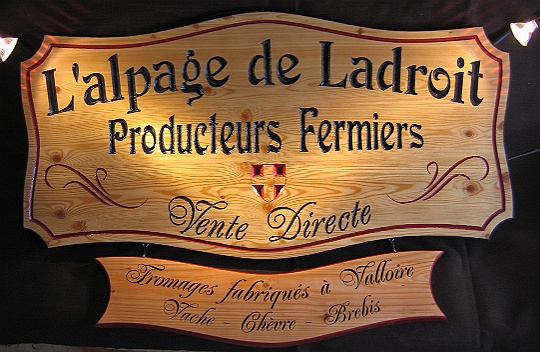 L'alpage de Ladroit
Producteurs Fermiers
Vente Directe
Fromages fabriqués à Valloire
Vache - Chèvre - Brebis